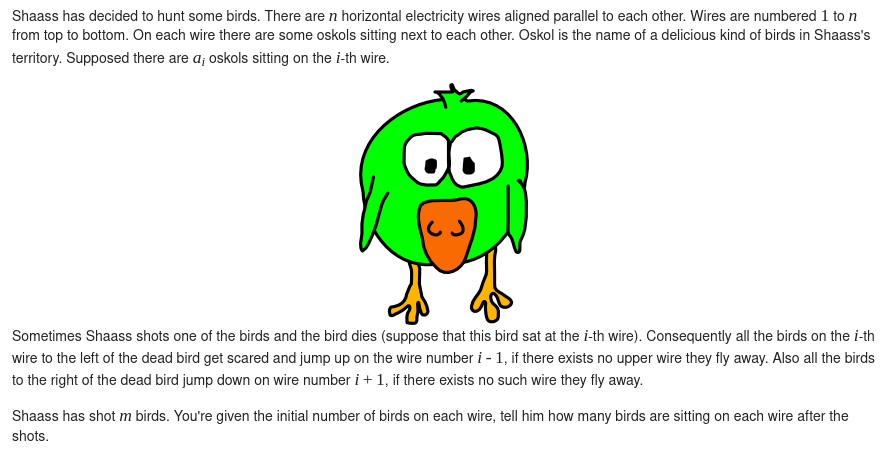 Shaass has decided to hunt some birds. There are n horizontal electricity wires aligned parallel to each other. Wires are numbered 1 to n
from top to bottom. On each wire there are some oskols sitting next to each other. Oskol is the name of a delicious kind of birds in Shaass's
territory. Supposed there are aᵢ oskols sitting on the i-th wire.
Sometimes Shaass shots one of the birds and the bird dies (suppose that this bird sat at the i-th wire). Consequently all the birds on the i-th
wire to the left of the dead bird get scared and jump up on the wire number i - 1, if there exists no upper wire they fly away. Also all the birds
to the right of the dead bird jump down on wire number i + 1, if there exists no such wire they fly away.
Shaass has shot m birds. You're given the initial number of birds on each wire, tell him how many birds are sitting on each wire after the
shots.